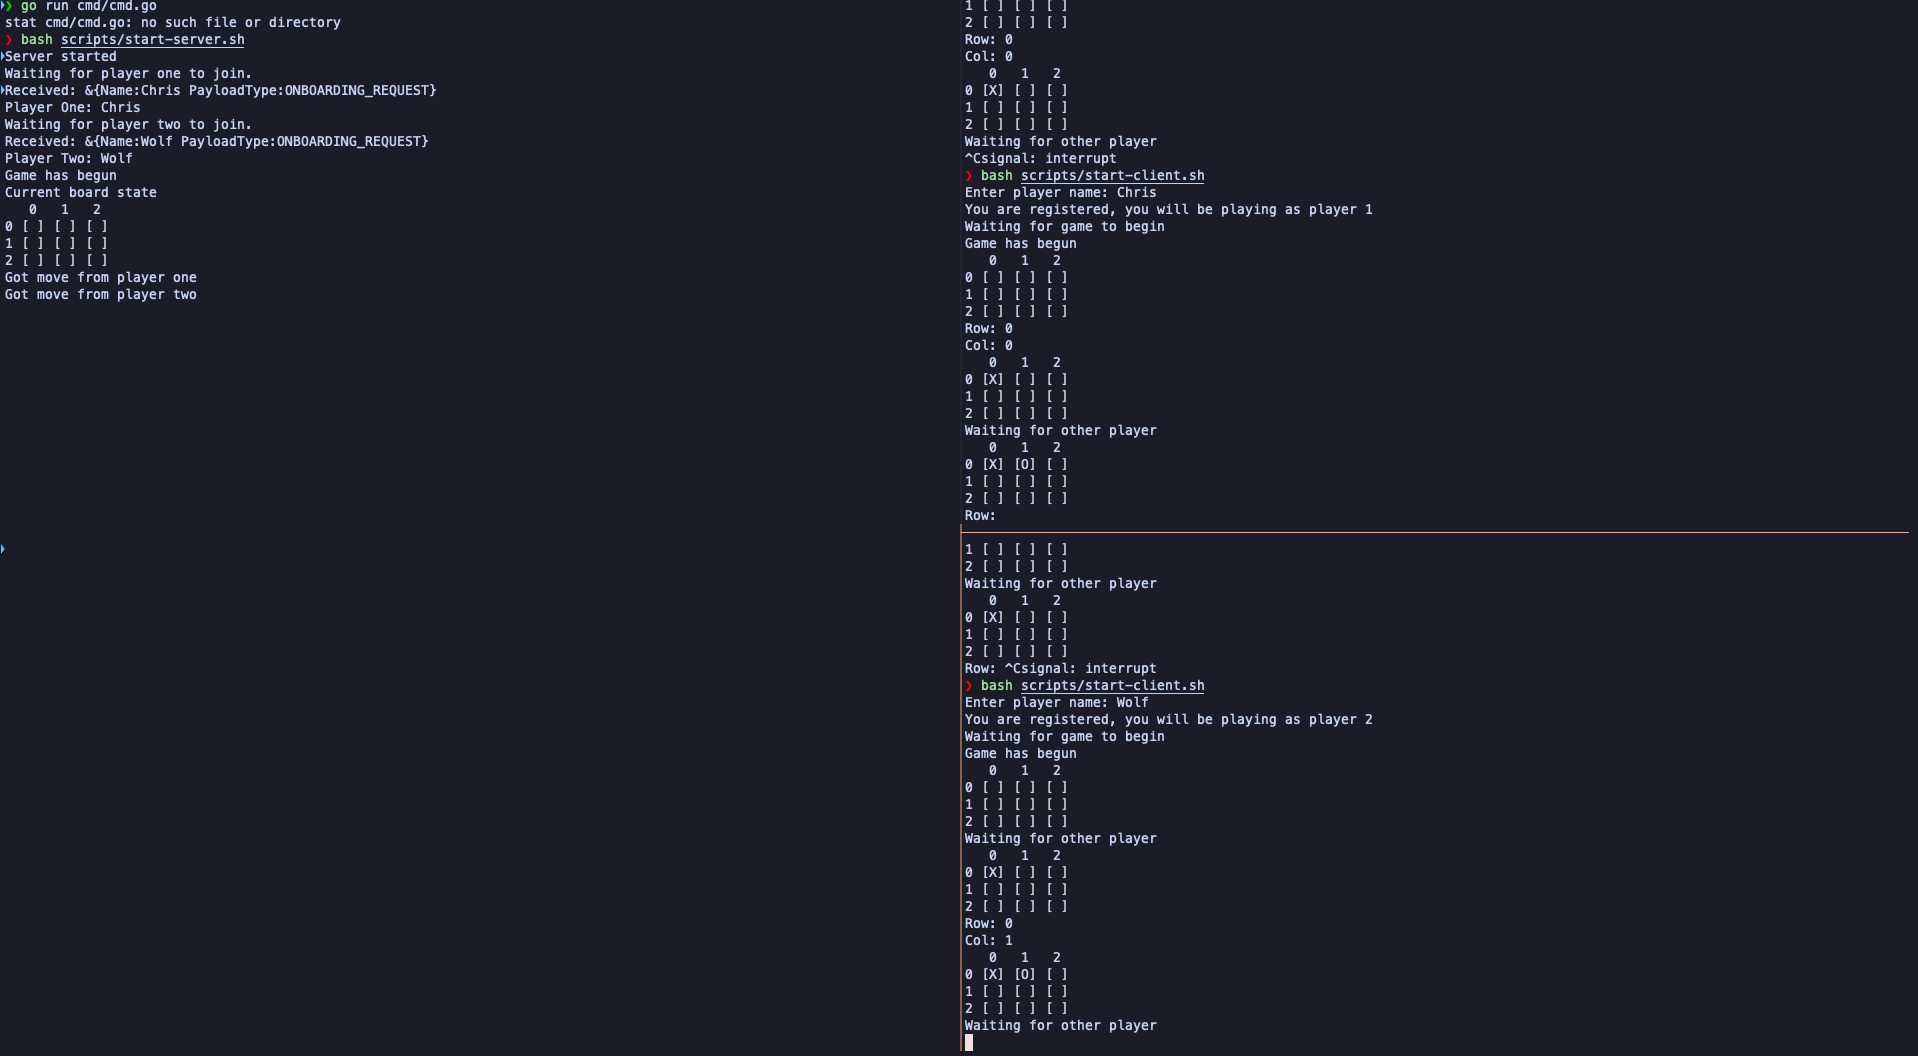 ❯ go run cmd/cmd.go
stat cmd/cmd.go: no such file or directory
❯ bash scripts/start-server.sh
Server started
Waiting for player one to join.
Received: &{Name:Chris PayloadType:ONBOARDING_REQUEST}
Player One: Chris
Waiting for player two to join.
Received: &{Name:Wolf PayloadType:ONBOARDING_REQUEST}
Player Two: Wolf
Game has begun
Current board state
   0   1   2
0 [ ] [ ] [ ]
1 [ ] [ ] [ ]
2 [ ] [ ] [ ]
Got move from player one
Got move from player two
1 [ ] [ ] [ ]
2 [ ] [ ] [ ]
Row: 0
Col: 0
   0   1   2
0 [X] [ ] [ ]
1 [ ] [ ] [ ]
2 [ ] [ ] [ ]
Waiting for other player
^Csignal: interrupt
❯ bash scripts/start-client.sh
Enter player name: Chris
You are registered, you will be playing as player 1
Waiting for game to begin
Game has begun
   0   1   2
0 [ ] [ ] [ ]
1 [ ] [ ] [ ]
2 [ ] [ ] [ ]
Row: 0
Col: 0
   0   1   2
0 [X] [ ] [ ]
1 [ ] [ ] [ ]
2 [ ] [ ] [ ]
Waiting for other player
   0   1   2
0 [X] [O] [ ]
1 [ ] [ ] [ ]
2 [ ] [ ] [ ]
Row:
1 [ ] [ ] [ ]
2 [ ] [ ] [ ]
Waiting for other player
   0   1   2
0 [X] [ ] [ ]
1 [ ] [ ] [ ]
2 [ ] [ ] [ ]
Row: ^Csignal: interrupt
❯ bash scripts/start-client.sh
Enter player name: Wolf
You are registered, you will be playing as player 2
Waiting for game to begin
Game has begun
   0   1   2
0 [ ] [ ] [ ]
1 [ ] [ ] [ ]
2 [ ] [ ] [ ]
Waiting for other player
   0   1   2
0 [X] [ ] [ ]
1 [ ] [ ] [ ]
2 [ ] [ ] [ ]
Row: 0
Col: 1
   0   1   2
0 [X] [O] [ ]
1 [ ] [ ] [ ]
2 [ ] [ ] [ ]
Waiting for other player